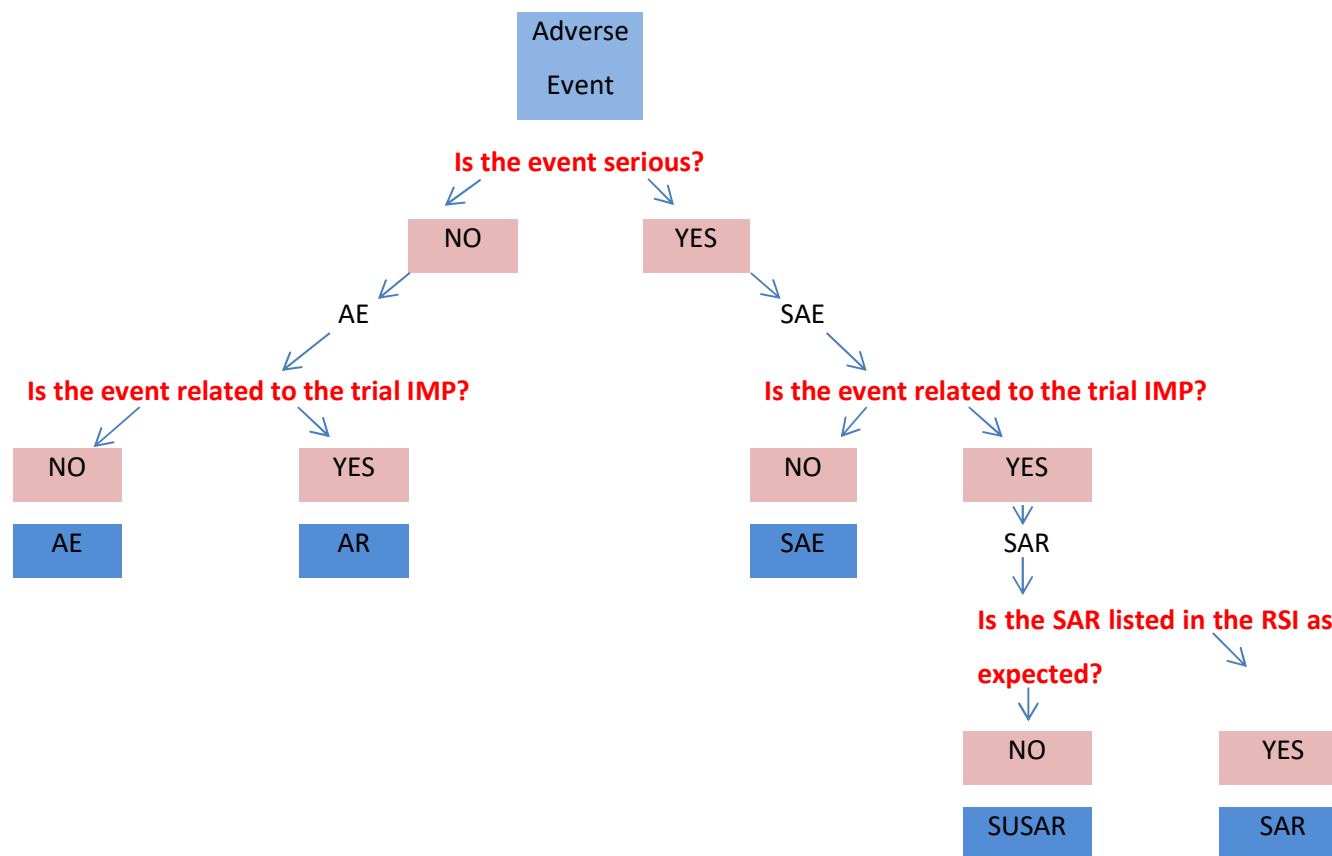 Adverse
Event
Is the event serious?
NO
YES
AE
SAE
Is the event related to the trial IMP?
Is the event related to the trial IMP?
NO
YES
NO
YES
AE
AR
SAE
SAR
Is the SAR listed in the RSI as
expected?
NO
YES
SUSAR
SAR